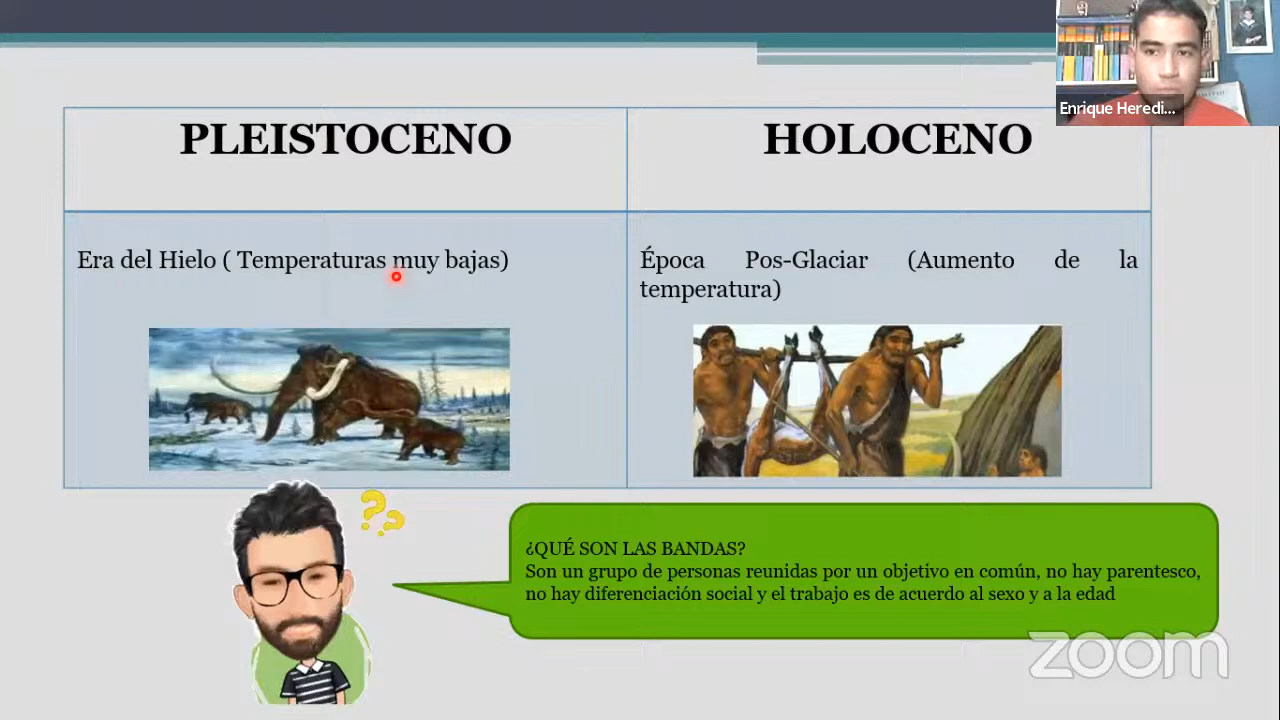 Enrique Heredi...
PLEISTOCENO
HOLOCENO
Era del Hielo ( Temperaturas muy bajas)
Época Pos-Glaciar (Aumento de la
temperatura)
¿QUÉ SON LAS BANDAS?
Son un grupo de personas reunidas por un objetivo en común, no hay parentesco,
no hay diferenciación social y el trabajo es de acuerdo al sexo y a la edad
zoom